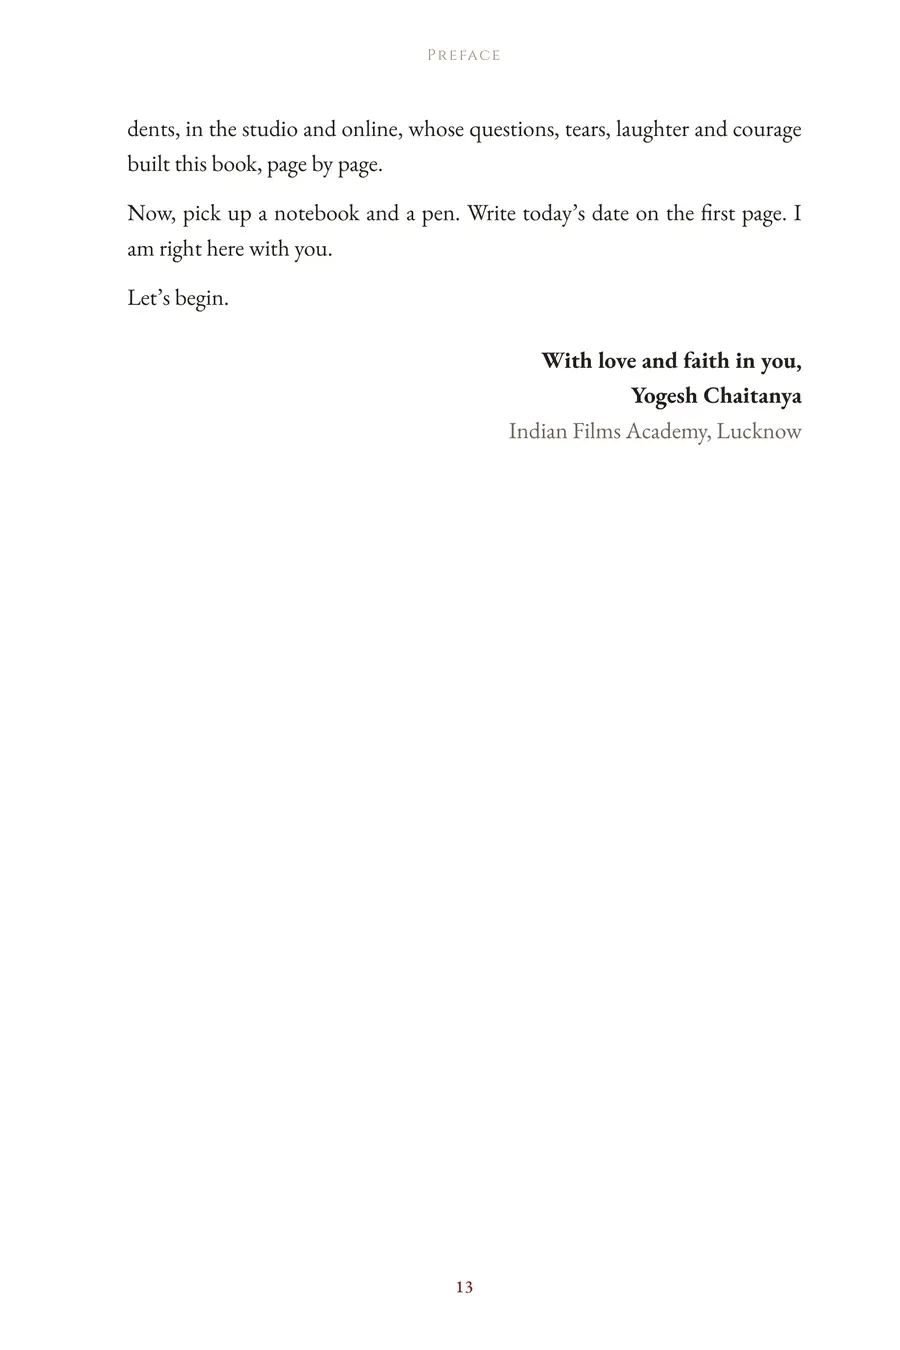 Preface
dents, in the studio and online, whose questions, tears, laughter and courage
built this book, page by page.
Now, pick up a notebook and a pen. Write today’s date on the first page. I
am right here with you.
Let’s begin.
With love and faith in you,
Yogesh Chaitanya
Indian Films Academy, Lucknow
13